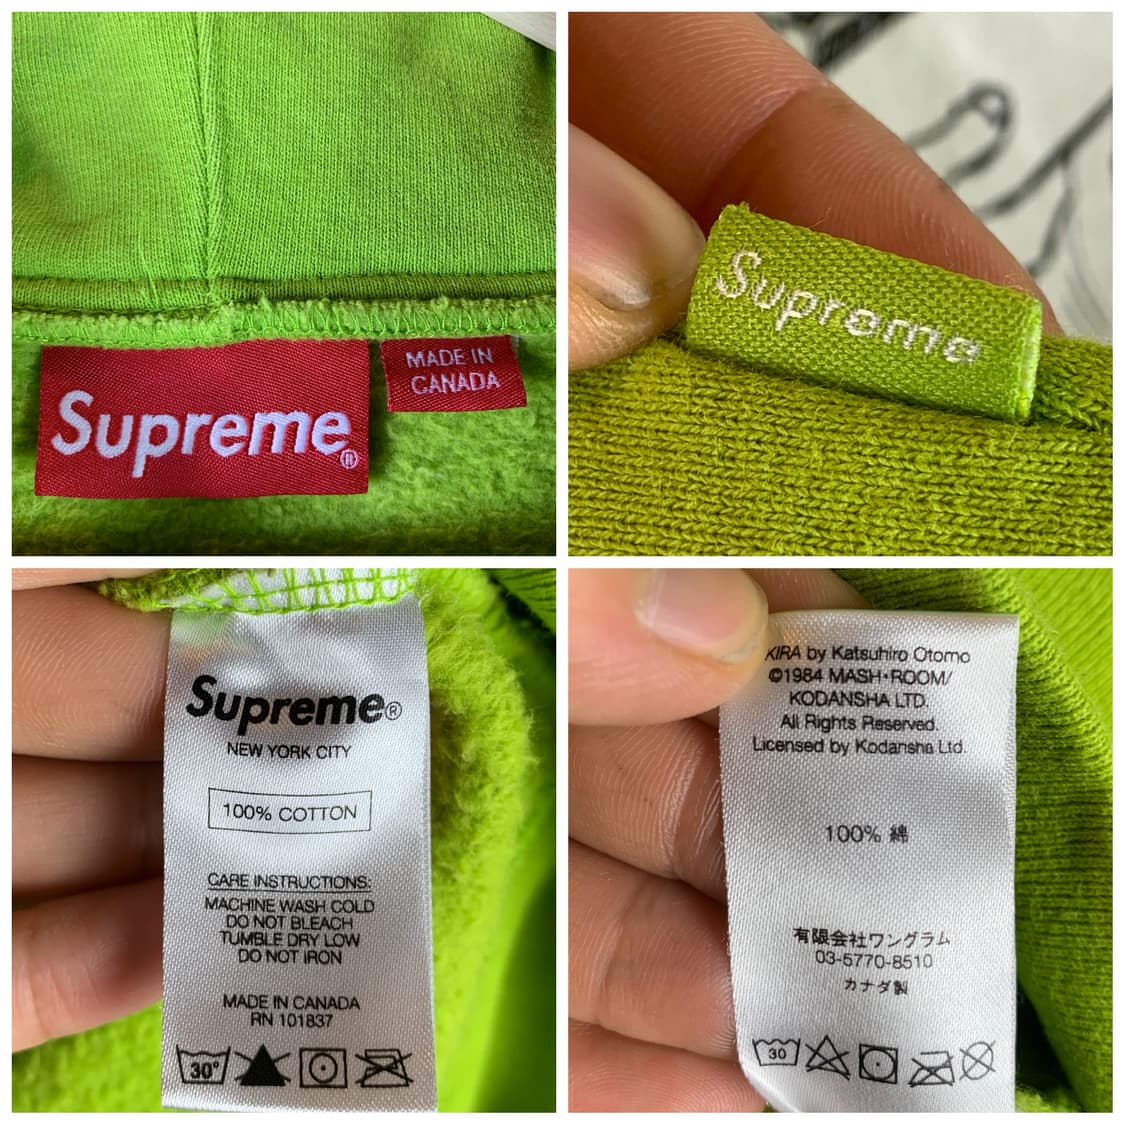 Supreme®
MADE IN
CANADA
Supreme
Supreme®
NEW YORK CITY
100% COTTON
CARE INSTRUCTIONS:
MACHINE WASH COLD
DO NOT BLEACH
TUMBLE DRY LOW
DO NOT IRON
MADE IN CANADA
RN 101837
30°
KIRA by Katsuhiro Otomo
©1984 MASH•ROOM/
KODANSHA LTD.
All Rights Reserved.
Licensed by Kodansha Ltd.
100% 綿
有限会社ワングラム
03-5770-8510
カナダ製
30